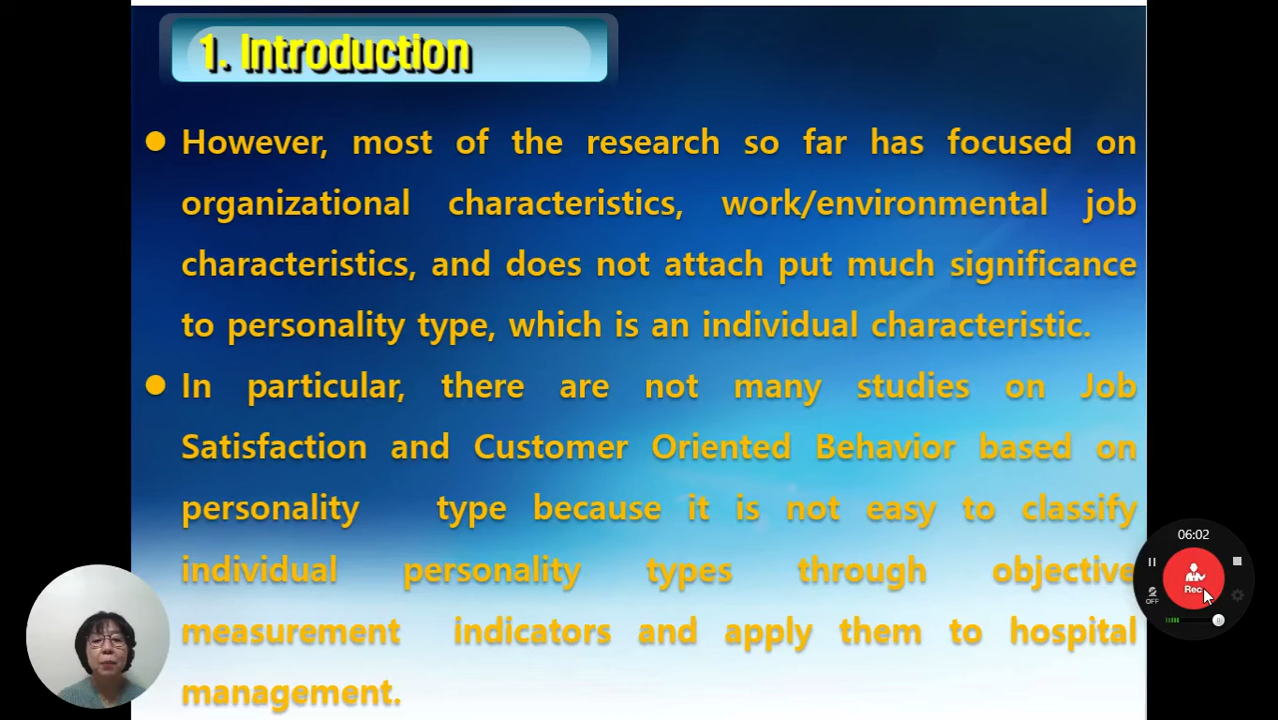 1. Introduction
However, most of the research so far has focused on
organizational characteristics, work/environmental job
characteristics, and does not attach put much significance
to personality type, which is an individual characteristic.
In particular, there are not many studies on Job
Satisfaction and Customer Oriented Behavior based on
personality type because it is not easy to classify
individual personality types through objective
measurement indicators and apply them to hospital
management.
06:02
Rec
OFF